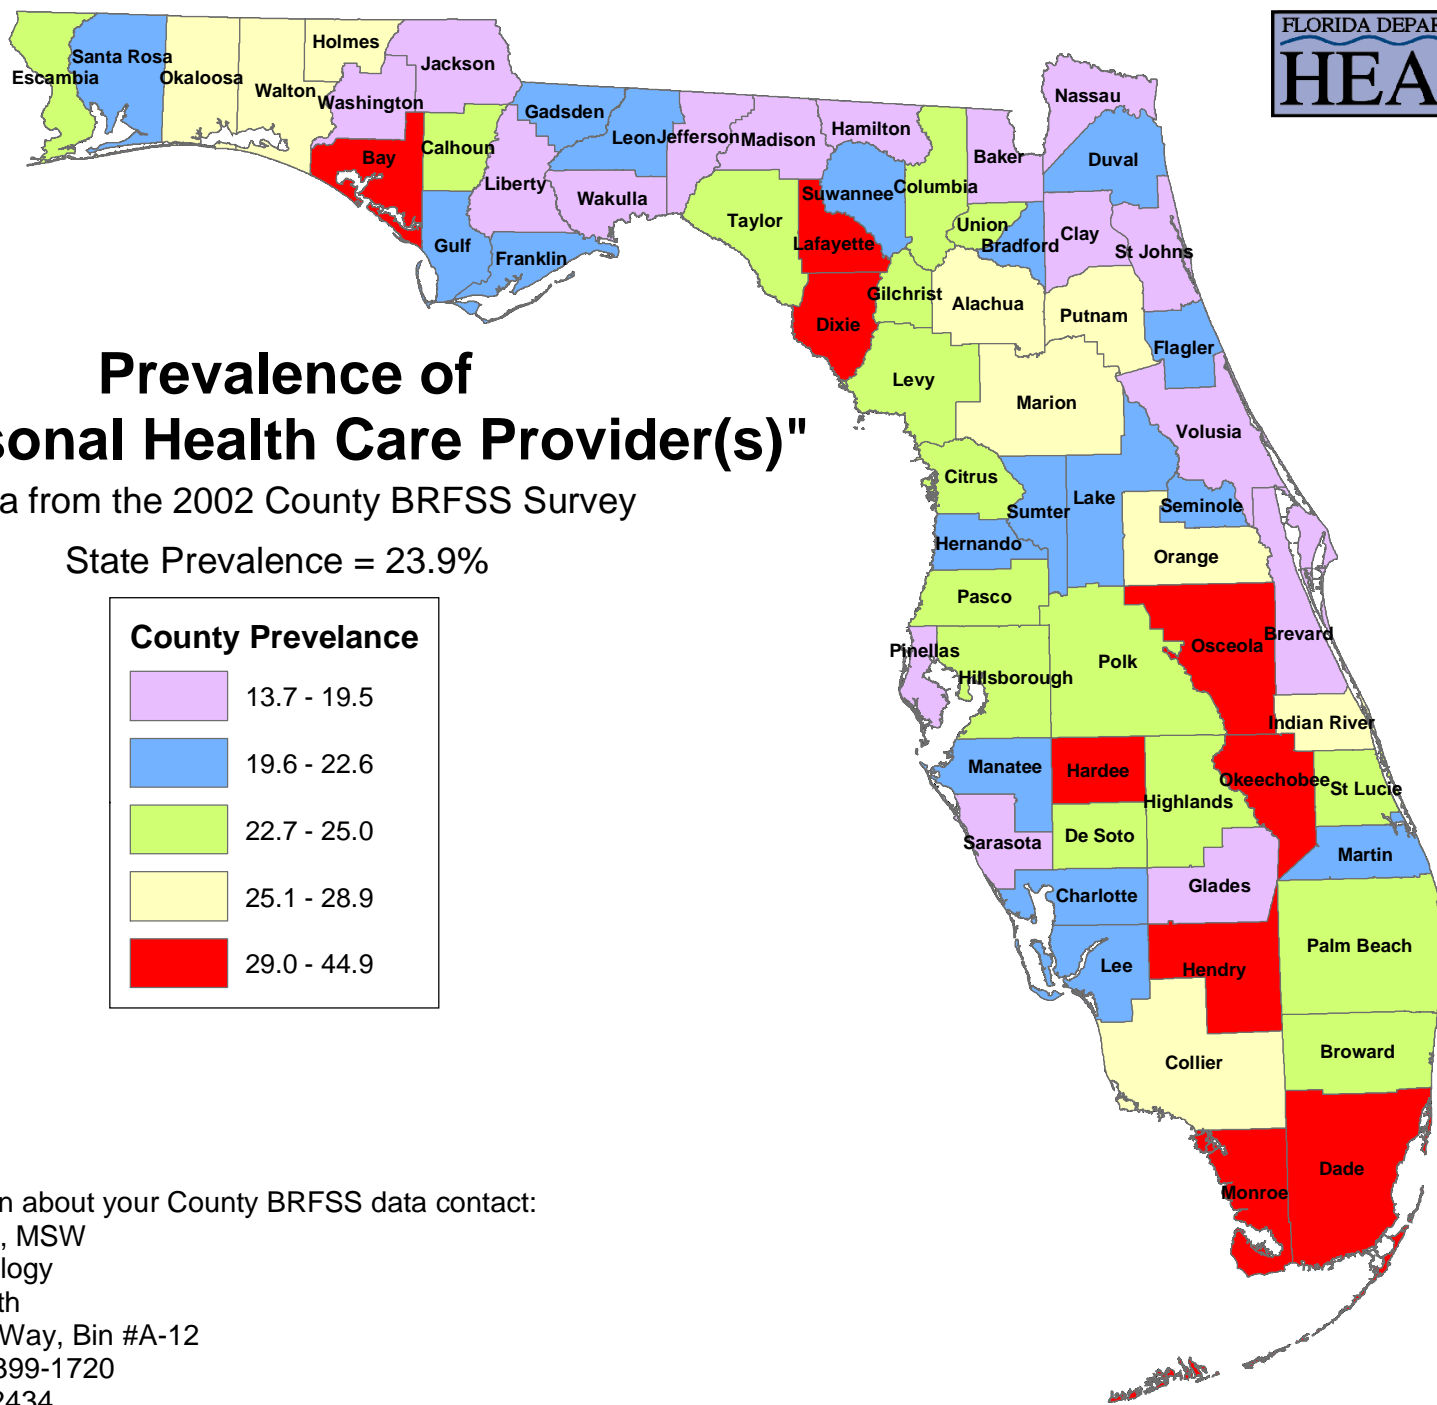 FLORIDA DEPAR
HEA
Holmes
Santa Rosa
Jackson
Escambia
Okaloosa
Walton
Washington
Nassau
Gadsden
Leon
Jefferson
Madison
Hamilton
Bay
Calhoun
Baker
Duval
Liberty
Wakulla
Suwannee
Columbia
Taylor
Union
Bradford
Clay
St Johns
Gulf
Franklin
Lafayette
Gilchrist
Alachua
Putnam
Dixie
Flagler
Prevalence of
sonal Health Care Provider(s)"
a from the 2002 County BRFSS Survey
State Prevalence = 23.9%
Levy
Marion
Volusia
Citrus
Sumter
Lake
Seminole
Hernando
Orange
Pasco
Pinellas
Hillsborough
Polk
Osceola
Brevard
Indian River
Manatee
Hardee
Highlands
Okeechobee
St Lucie
Sarasota
De Soto
Martin
Charlotte
Glades
Lee
Hendry
Palm Beach
Collier
Broward
Monroe
Dade
County Prevelance
13.7 - 19.5
19.6 - 22.6
22.7 - 25.0
25.1 - 28.9
29.0 - 44.9
n about your County BRFSS data contact:
, MSW
logy
th
Way, Bin #A-12
399-1720
2434